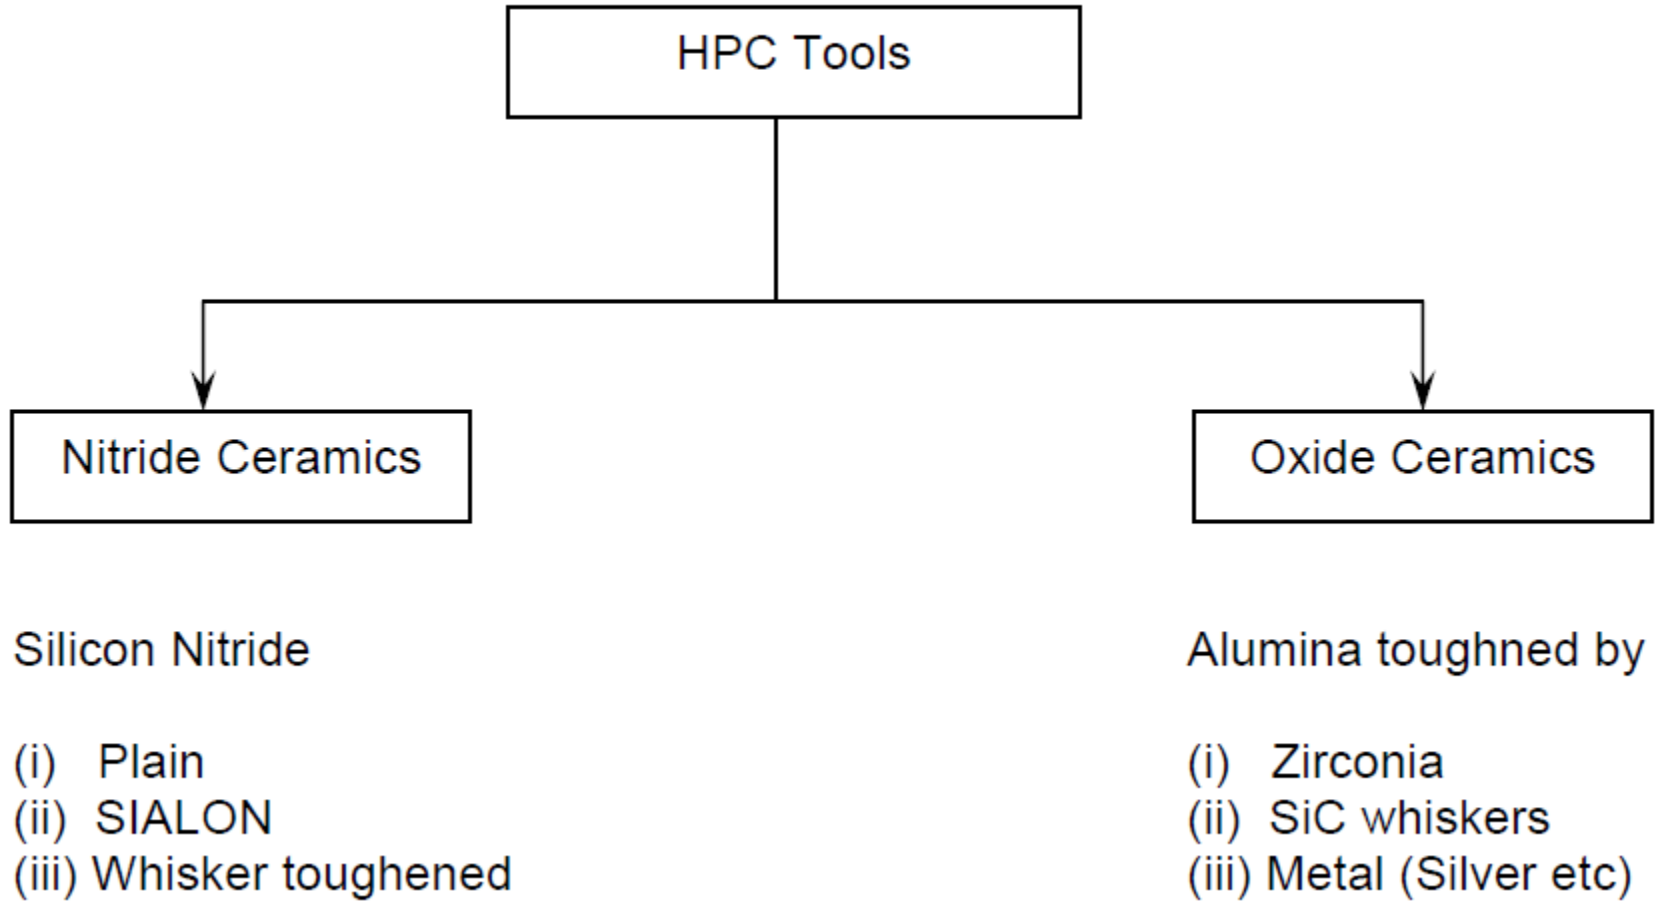 HPC Tools
Nitride Ceramics
Oxide Ceramics
Silicon Nitride
(i) Plain
(ii) SIALON
(iii) Whisker toughened
Alumina toughned by
(i) Zirconia
(ii) SiC whiskers
(iii) Metal (Silver etc)